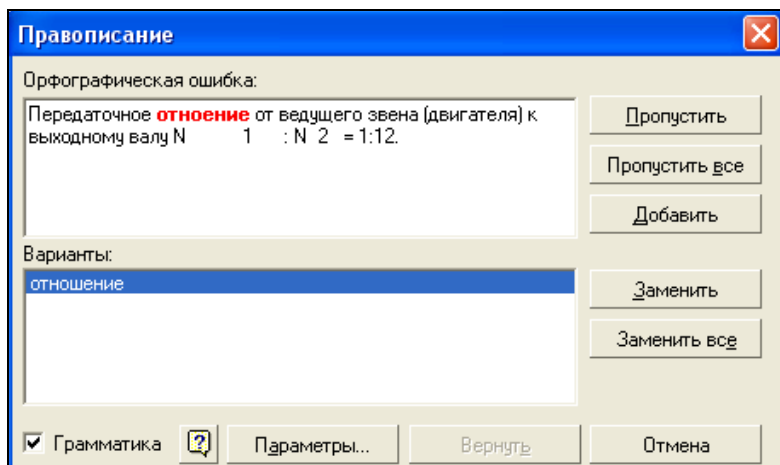 Правописание
Орфографическая ошибка:
Передаточное отноение от ведущего звена (двигателя) к
выходному валу N 1 : N 2 = 1:12.
Пропустить
Пропустить все
Добавить
Варианты:
отношение
Заменить
Заменить все
Грамматика
Параметры...
Вернуть
Отмена